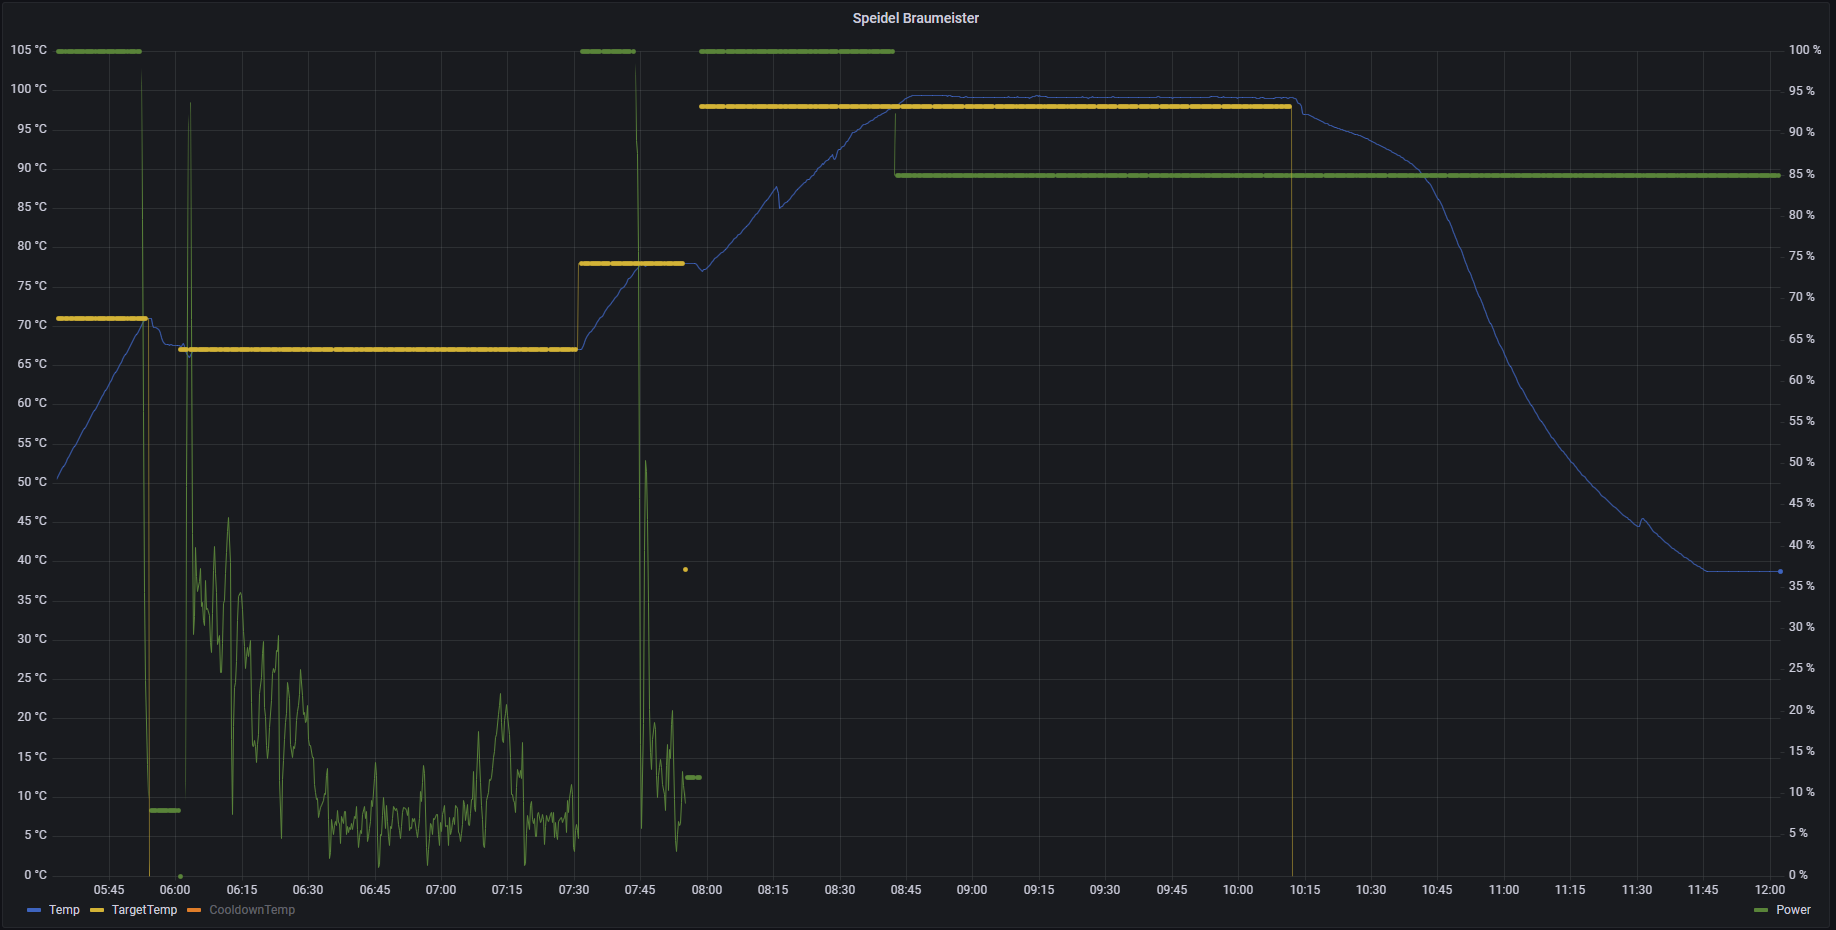 Speidel Braumeister
105 °C
100 °C
95 °C
90 °C
85 °C
80 °C
75 °C
70 °C
65 °C
60 °C
55 °C
50 °C
45 °C
40 °C
35 °C
30 °C
25 °C
20 °C
15 °C
10 °C
5 °C
0 °C
100 %
95 %
90 %
85 %
80 %
75 %
70 %
65 %
60 %
55 %
50 %
45 %
40 %
35 %
30 %
25 %
20 %
15 %
10 %
5 %
0 %
05:45 06:00 06:15 06:30 06:45 07:00 07:15 07:30 07:45 08:00 08:15 08:30 08:45 09:00 09:15 09:30 09:45 10:00 10:15 10:30 10:45 11:00 11:15 11:30 11:45 12:00
Temp TargetTemp CooldownTemp Power